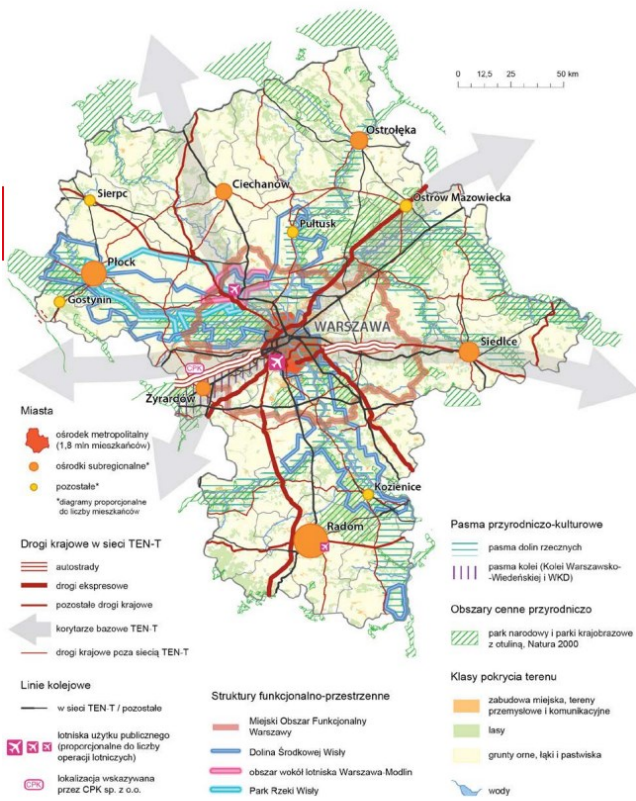 0 12,5 25 50 km
Ostrołęka
Ciechanów
Sierpc
Ostrów Mazowiecka
Pułtusk
Płock
Gostynin
WARSZAWA
Siedlce
CPK
Żyrardów
Kozienice
Radom
Miasta
ośrodek metropolitalny
(1,8 mln mieszkańców)
ośrodki subregionalne*
pozostałe*
*diagramy proporcjonalne
do liczby mieszkańców
Drogi krajowe w sieci TEN-T
autostrady
drogi ekspresowe
pozostałe drogi krajowe
korytarze bazowe TEN-T
drogi krajowe poza siecią TEN-T
Linie kolejowe
w sieci TEN-T / pozostałe
lotniska użytku publicznego
(proporcjonalne do liczby
operacji lotniczych)
CPK
lokalizacja wskazywana
przez CPK sp. z o.o.
Struktury funkcjonalno-przestrzenne
Miejski Obszar Funkcjonalny
Warszawy
Dolina Środkowej Wisły
obszar wokół lotniska Warszawa-Modlin
Park Rzeki Wisły
Pasma przyrodniczo-kulturowe
pasma dolin rzecznych
pasma kolei (Kolei Warszawsko-
-Wiedeńskiej i WKD)
Obszary cenne przyrodniczo
park narodowy i parki krajobrazowe
z otuliną, Natura 2000
Klasy pokrycia terenu
zabudowa miejska, tereny
przemysłowe i komunikacyjne
lasy
grunty orne, łąki i pastwiska
wody